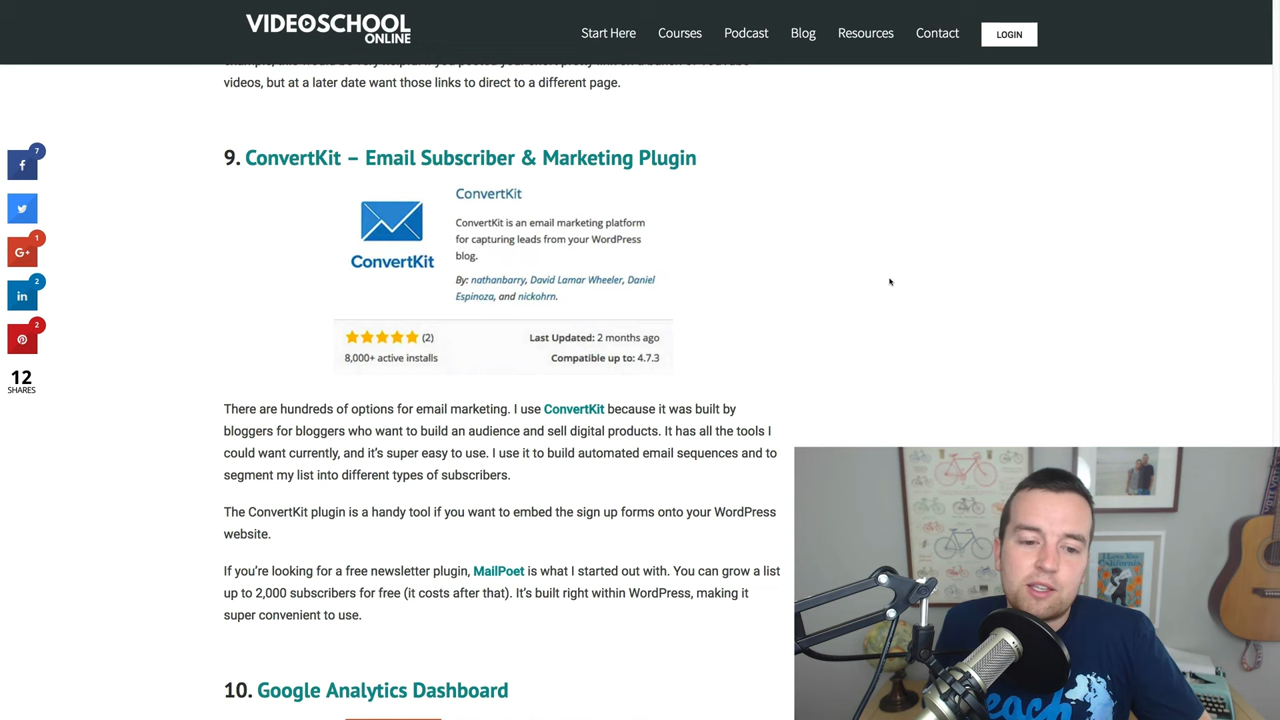 VIDEOSCHOOL
ONLINE
Start Here
Courses
Podcast
Blog
Resources
Contact
LOGIN
videos, but at a later date want those links to direct to a different page.
9. ConvertKit – Email Subscriber & Marketing Plugin
ConvertKit
ConvertKit is an email marketing platform
for capturing leads from your WordPress
blog.
By: nathanbarry, David Lamar Wheeler, Daniel
Espinoza, and nickohrn.
ConvertKit
(2)
Last Updated: 2 months ago
8,000+ active installs
Compatible up to: 4.7.3
7
1
2
2
12
SHARES
There are hundreds of options for email marketing. I use ConvertKit because it was built by
bloggers for bloggers who want to build an audience and sell digital products. It has all the tools I
could want currently, and it's super easy to use. I use it to build automated email sequences and to
segment my list into different types of subscribers.
The ConvertKit plugin is a handy tool if you want to embed the sign up forms onto your WordPress
website.
If you're looking for a free newsletter plugin, MailPoet is what I started out with. You can grow a list
up to 2,000 subscribers for free (it costs after that). It's built right within WordPress, making it
super convenient to use.
10. Google Analytics Dashboard
I Love You
California